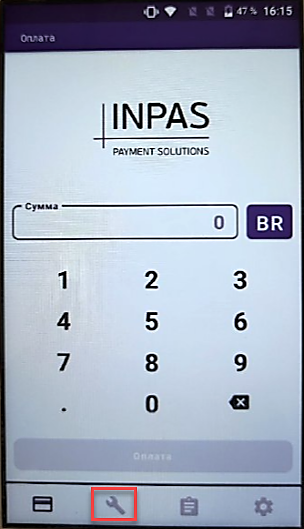 47 % 16:15
Оплата
INPAS
PAYMENT SOLUTIONS
Сумма
0 BR
1 2 3
4 5 6
7 8 9
. 0
Оплата